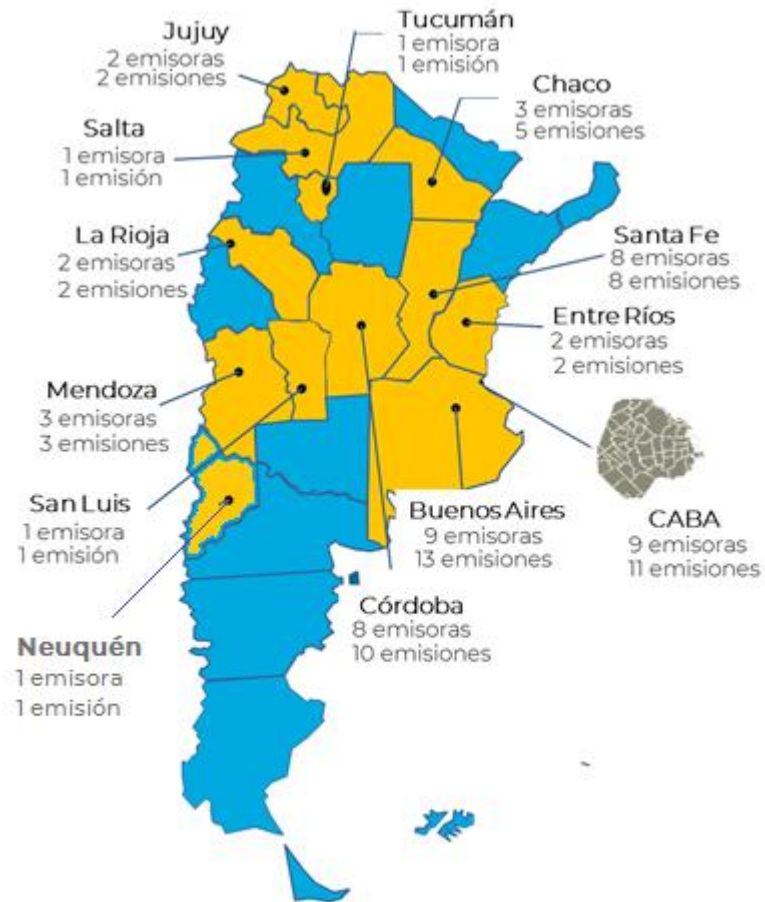 Jujuy
2 emisoras
2 emisiones
Tucumán
1 emisora
1 emisión
Chaco
3 emisoras
5 emisiones
Salta
1 emisora
1 emisión
La Rioja
2 emisoras
2 emisiones
Santa Fe
8 emisoras
8 emisiones
Entre Ríos
2 emisoras
2 emisiones
Mendoza
3 emisoras
3 emisiones
San Luis
1 emisora
1 emisión
Buenos Aires
9 emisoras
13 emisiones
CABA
9 emisoras
11 emisiones
Córdoba
8 emisoras
10 emisiones
Neuquén
1 emisora
1 emisión